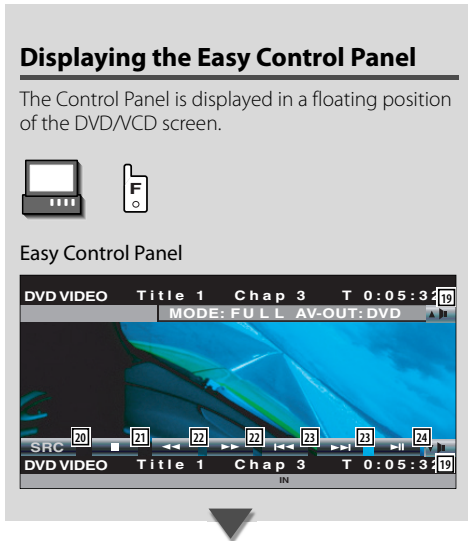 Displaying the Easy Control Panel
The Control Panel is displayed in a floating position
of the DVD/VCD screen.
F
Easy Control Panel
DVD VIDEO Title 1 Chap 3 T 0:05:32 19
MODE: FULL AV-OUT: DVD
20 21 22 22 23 23 24
SRC
DVD VIDEO Title 1 Chap 3 T 0:05:32 19
IN